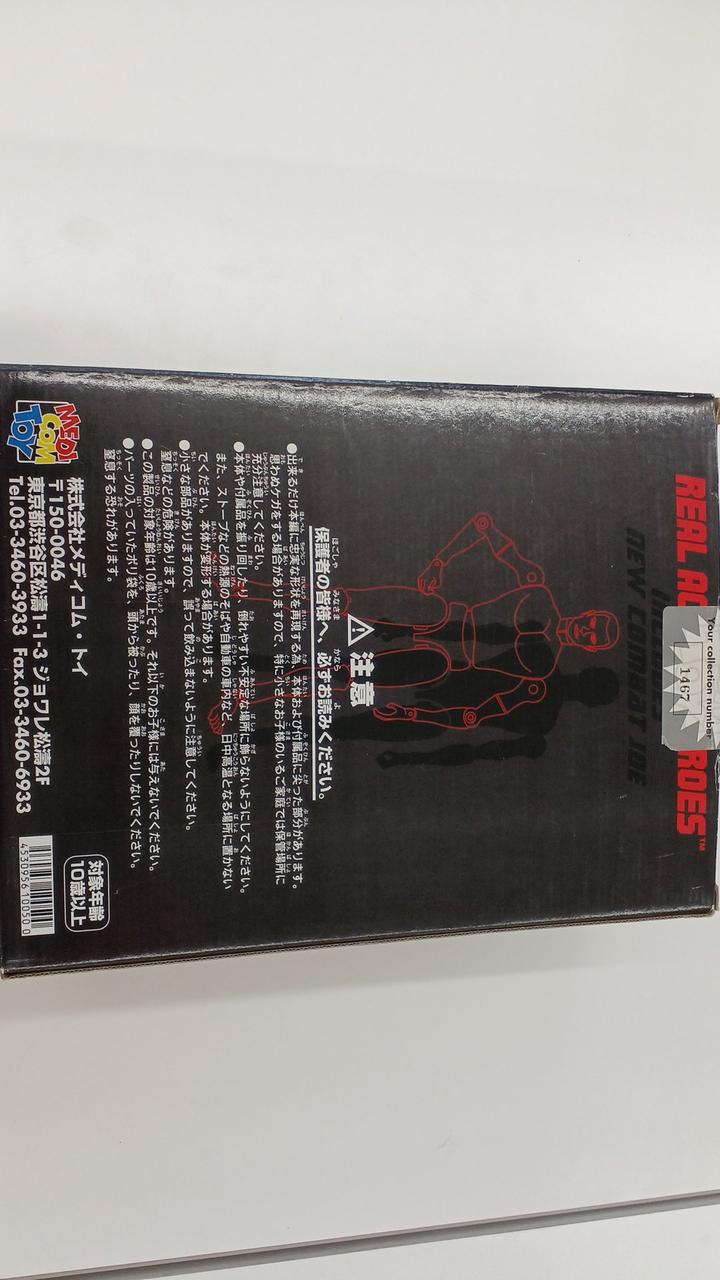 REAL AC
ROES™
Your collection number
1467
NEW C BAT JOE
注意
保護者の皆様へ、必ずお読みください。
●出来るだけ本編に忠実な形状を再現する為、本体および付属品に尖った部分があります。
思わぬケガをする場合がありますので、特に小さなお子様のいるご家庭では保管場所に
充分注意してください。
●本体や付属品を振り回したり、倒れやすい不安定な場所に飾らないようにしてください。
また、ストーブなどの熱源のそばや自動車の車内など、日中高温となる場所に置かない
でください。本体が変形する場合があります。
●小さな部品がありますので、誤って飲み込まないように注意してください。
窒息などの危険があります。
●この製品の対象年齢は10歳以上です。それ以下のお子様には与えないでください。
●パーツの入っていたポリ袋を、頭から被ったり、顔を覆ったりしないでください。
窒息する恐れがあります。
MEDI
COM
TOY
株式会社メディコム・トイ
〒150-0046
東京都渋谷区松濤1-1-3 ジョワレ松濤2F
Tel.03-3460-3933 Fax.03-3460-6933
対象年齢
10歳以上
4530956100500